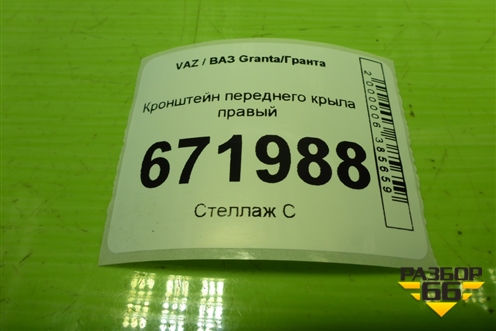 VAZ / ВАЗ Granta/Гранта
Кронштейн переднего крыла
правый
671988
Стеллаж С
2000006385659
РАЗБОР
66